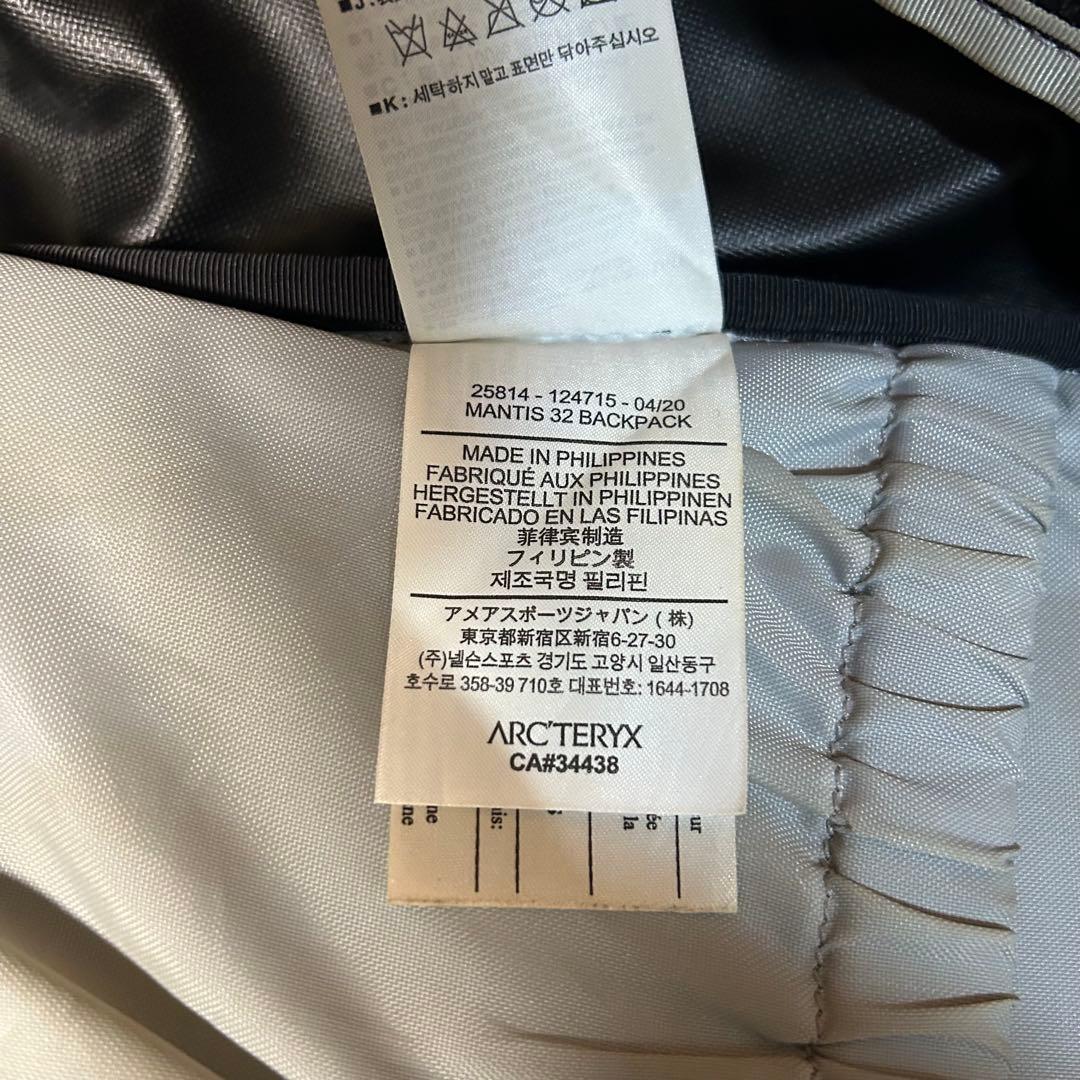 ■K : 세탁하지 말고 표면만 닦아주십시오
25814 - 124715 - 04/20
MANTIS 32 BACKPACK
MADE IN PHILIPPINES
FABRIQUÉ AUX PHILIPPINES
HERGESTELLT IN PHILIPPINEN
FABRICADO EN LAS FILIPINAS
菲律宾制造
フィリピン製
제조국명 필리핀
アメアスポーツジャパン ( 株)
東京都新宿区新宿6-27-30
(주)넬슨스포츠 경기도 고양시 일산동구
호수로 358-39 710호 대표번호: 1644-1708
ARC'TERYX
CA#34438